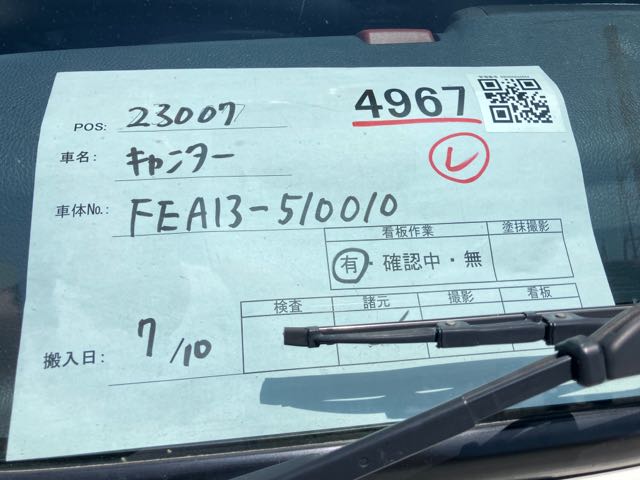 4967
POS: 23007
レ
車名: キャンター
車体No.: FEA13-510010
看板作業 塗抹撮影
有・確認中・無
検査 諸元 撮影 看板
搬入日: 7/10